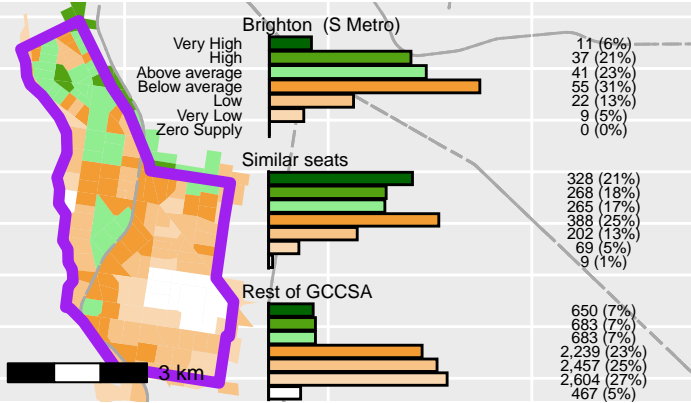 Brighton (S Metro)
Very High 11 (6%)
High 37 (21%)
Above average 41 (23%)
Below average 55 (31%)
Low 22 (13%)
Very Low 9 (5%)
Zero Supply 0 (0%)
Similar seats
328 (21%)
268 (18%)
265 (17%)
388 (25%)
202 (13%)
69 (5%)
9 (1%)
Rest of GCCSA
650 (7%)
683 (7%)
683 (7%)
2,239 (23%)
2,457 (25%)
2,604 (27%)
467 (5%)
3 km